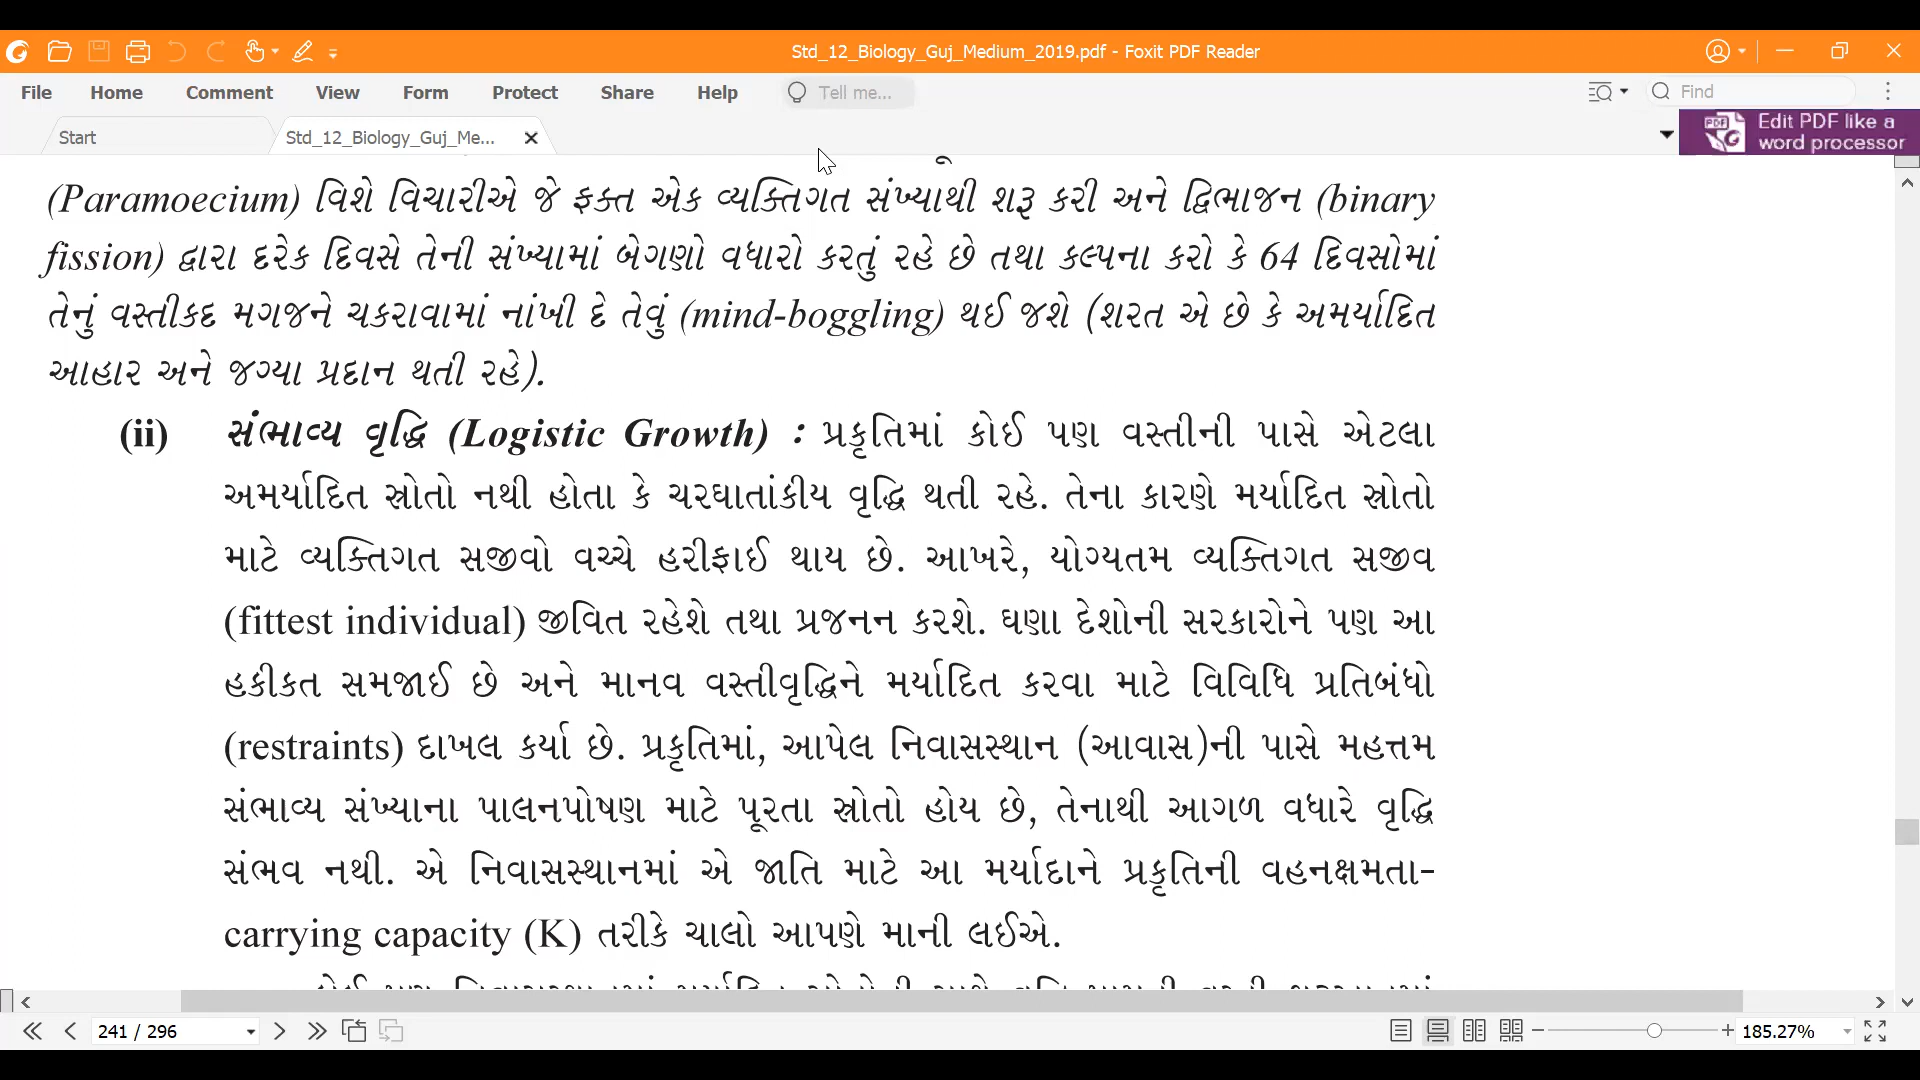 Std_12_Biology_Guj_Medium_2019.pdf - Foxit PDF Reader
File Home Comment View Form Protect Share Help Tell me... Find
Start Std_12_Biology_Guj_Me... Edit PDF like a
word processor
(Paramoecium) વિશે વિચારીએ જે ફક્ત એક વ્યક્તિગત સંખ્યાથી શરૂ કરી અને દ્વિભાજન (binary
fission) દ્વારા દરેક દિવસે તેની સંખ્યામાં બેગણો વધારો કરતું રહે છે તથા કલ્પના કરો કે 64 દિવસોમાં
તેનું વસ્તીકદ મગજને ચકરાવામાં નાંખી દે તેવું (mind-boggling) થઈ જશે (શરત એ છે કે અમર્યાદિત
આહાર અને જગ્યા પ્રદાન થતી રહે).
(ii) સંભાવ્ય વૃદ્ધિ (Logistic Growth) : પ્રકૃતિમાં કોઈ પણ વસ્તીની પાસે એટલા
અમર્યાદિત સ્રોતો નથી હોતા કે ચરઘાતાંકીય વૃદ્ધિ થતી રહે. તેના કારણે મર્યાદિત સ્રોતો
માટે વ્યક્તિગત સજીવો વચ્ચે હરીફાઈ થાય છે. આખરે, યોગ્યતમ વ્યક્તિગત સજીવ
(fittest individual) જીવિત રહેશે તથા પ્રજનન કરશે. ઘણા દેશોની સરકારોને પણ આ
હકીકત સમજાઈ છે અને માનવ વસ્તીવૃદ્ધિને મર્યાદિત કરવા માટે વિવિધિ પ્રતિબંધો
(restraints) દાખલ કર્યા છે. પ્રકૃતિમાં, આપેલ નિવાસસ્થાન (આવાસ)ની પાસે મહત્તમ
સંભાવ્ય સંખ્યાના પાલનપોષણ માટે પૂરતા સ્રોતો હોય છે, તેનાથી આગળ વધારે વૃદ્ધિ
સંભવ નથી. એ નિવાસસ્થાનમાં એ જાતિ માટે આ મર્યાદાને પ્રકૃતિની વહનક્ષમતા-
carrying capacity (K) તરીકે ચાલો આપણે માની લઈએ.
241 / 296 185.27%